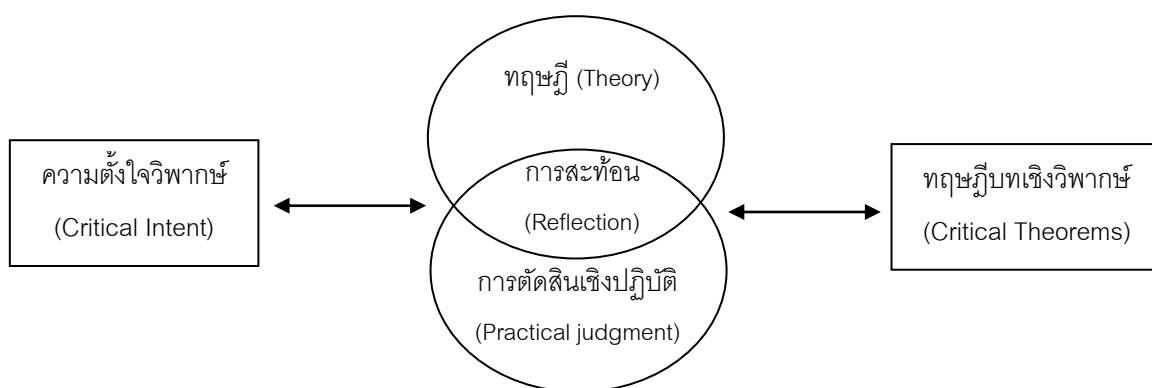 ทฤษฎี (Theory)
ความตั้งใจวิพากษ์
(Critical Intent)
การสะท้อน
(Reflection)
ทฤษฎีบทเชิงวิพากษ์
(Critical Theorems)
การตัดสินเชิงปฏิบัติ
(Practical judgment)